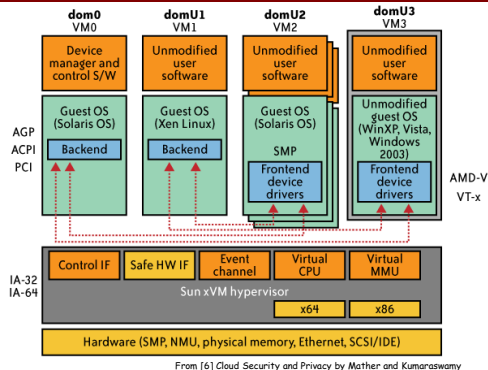 dom0
VM0
domU1
VM1
domU2
VM2
domU3
VM3
Device
manager and
control S/W
Unmodified
user
software
Unmodified
user
software
Unmodified
user
software
Guest OS
(Solaris OS)
Backend
Guest OS
(Xen Linux)
Backend
Guest OS
(Solaris OS)
SMP
Frontend
device
drivers
Unmodified
guest OS
(WinXP, Vista,
Windows
2003)
Frontend
device
drivers
AGP
ACPI
PCI
AMD-V
VT-x
IA-32
IA-64
Control IF
Safe HW IF
Event
channel
Virtual
CPU
Virtual
MMU
Sun xVM hypervisor
x64
x86
Hardware (SMP, NMU, physical memory, Ethernet, SCSI/IDE)
From [6] Cloud Security and Privacy by Mather and Kumaraswamy